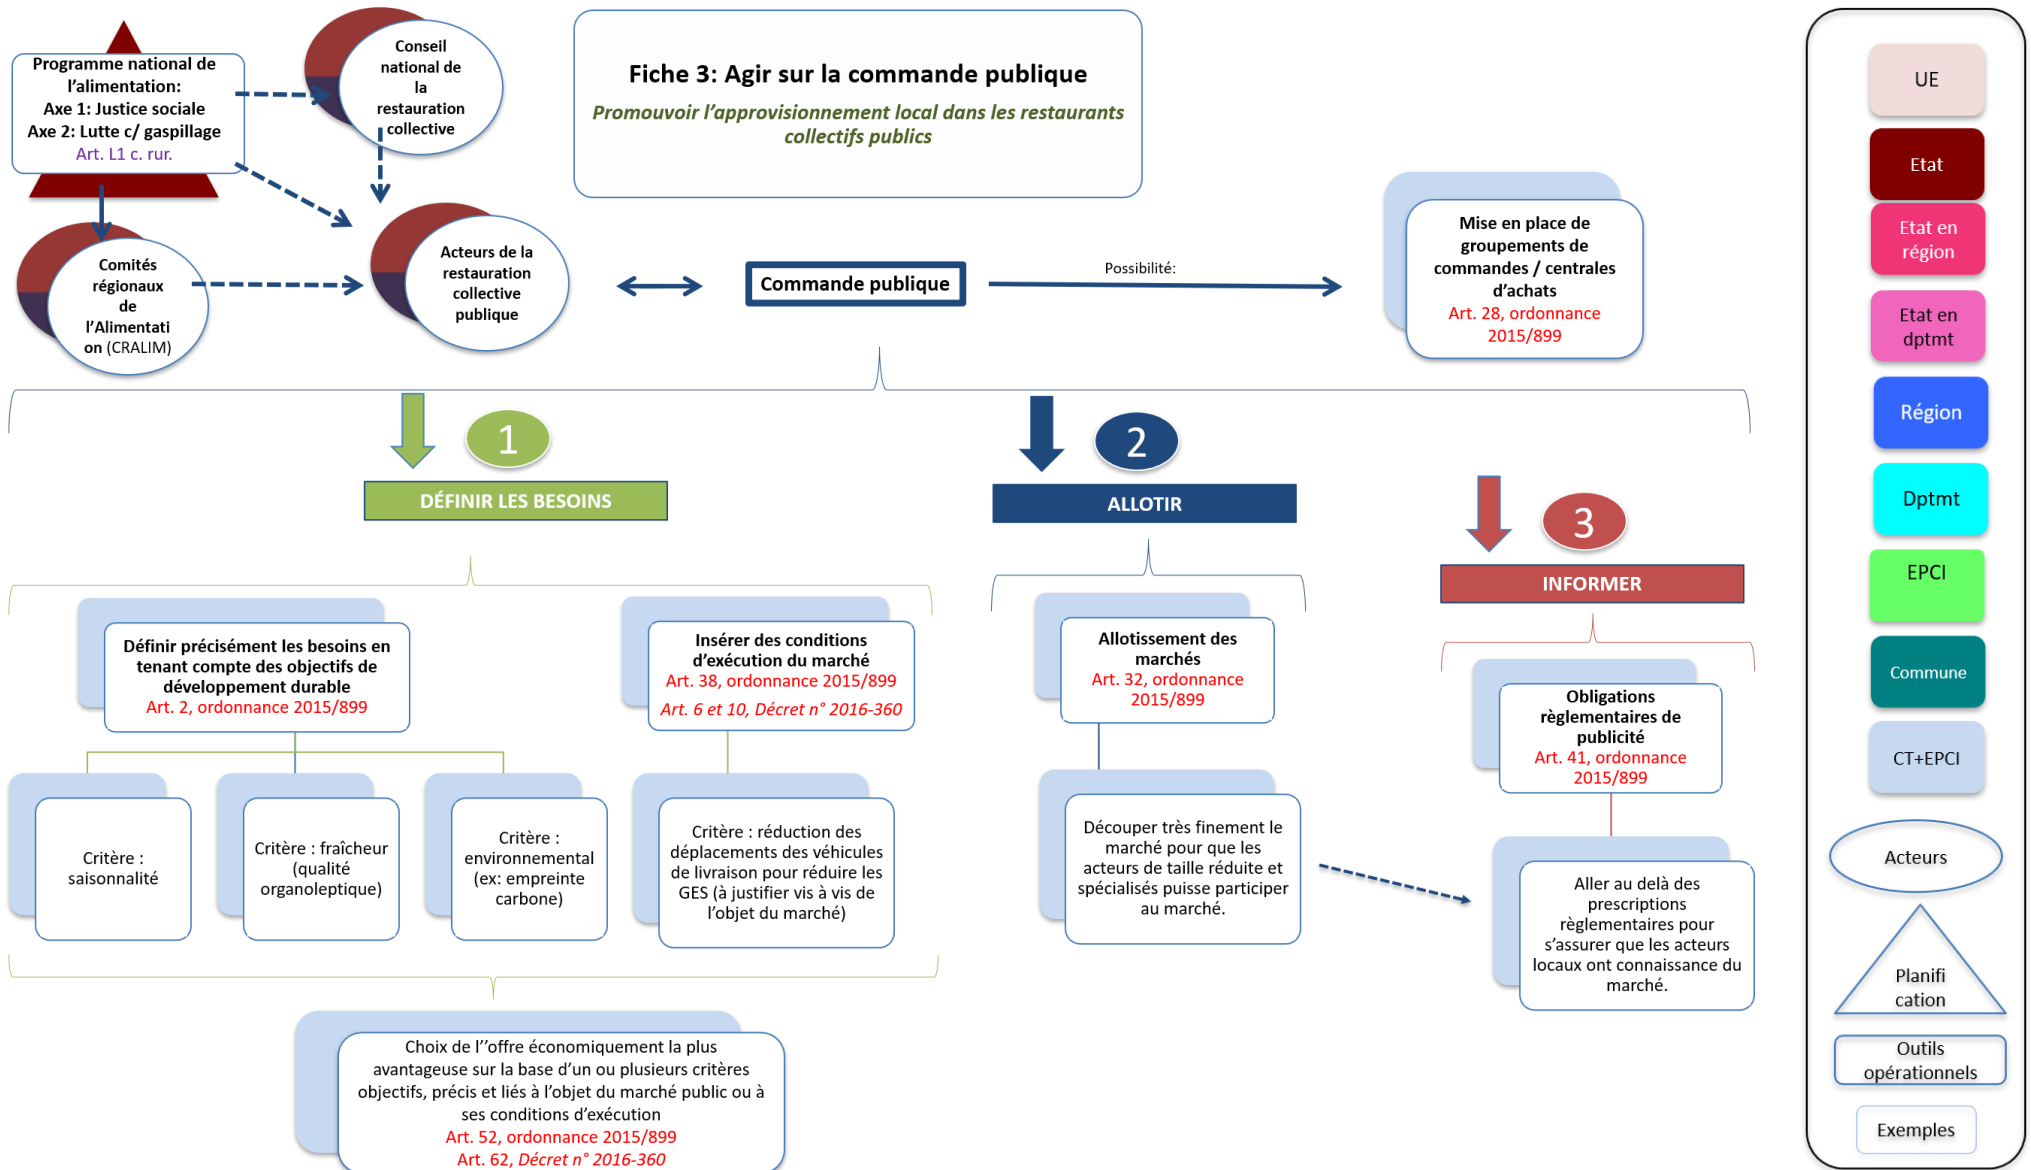 Programme national de
l'alimentation:
Axe 1: Justice sociale
Axe 2: Lutte c/ gaspillage
Art. L1 c. rur.
Conseil
national de
la
restauration
collective
Fiche 3: Agir sur la commande publique
Promouvoir l'approvisionnement local dans les restaurants
collectifs publics
Comités
régionaux
de
l'Alimentati
on (CRALIM)
Acteurs de la
restauration
collective
publique
Commande publique
Possibilité:
Mise en place de
groupements de
commandes / centrales
d'achats
Art. 28, ordonnance
2015/899
1
DÉFINIR LES BESOINS
2
ALLOTIR
3
INFORMER
Définir précisément les besoins en
tenant compte des objectifs de
développement durable
Art. 2, ordonnance 2015/899
Insérer des conditions
d'exécution du marché
Art. 38, ordonnance 2015/899
Art. 6 et 10, Décret n° 2016-360
Allotissement des
marchés
Art. 32, ordonnance
2015/899
Obligations
règlementaires de
publicité
Art. 41, ordonnance
2015/899
Critère :
saisonnalité
Critère : fraîcheur
(qualité
organoleptique)
Critère :
environnemental
(ex: empreinte
carbone)
Critère : réduction des
déplacements des véhicules
de livraison pour réduire les
GES (à justifier vis à vis de
l'objet du marché)
Découper très finement le
marché pour que les
acteurs de taille réduite et
spécialisés puisse participer
au marché.
Aller au delà des
prescriptions
règlementaires pour
s'assurer que les acteurs
locaux ont connaissance du
marché.
Choix de l''offre économiquement la plus
avantageuse sur la base d'un ou plusieurs critères
objectifs, précis et liés à l'objet du marché public ou à
ses conditions d'exécution
Art. 52, ordonnance 2015/899
Art. 62, Décret n° 2016-360
UE
Etat
Etat en
région
Etat en
dptmt
Région
Dptmt
EPCI
Commune
CT+EPCI
Acteurs
Planifi
cation
Outils
opérationnels
Exemples